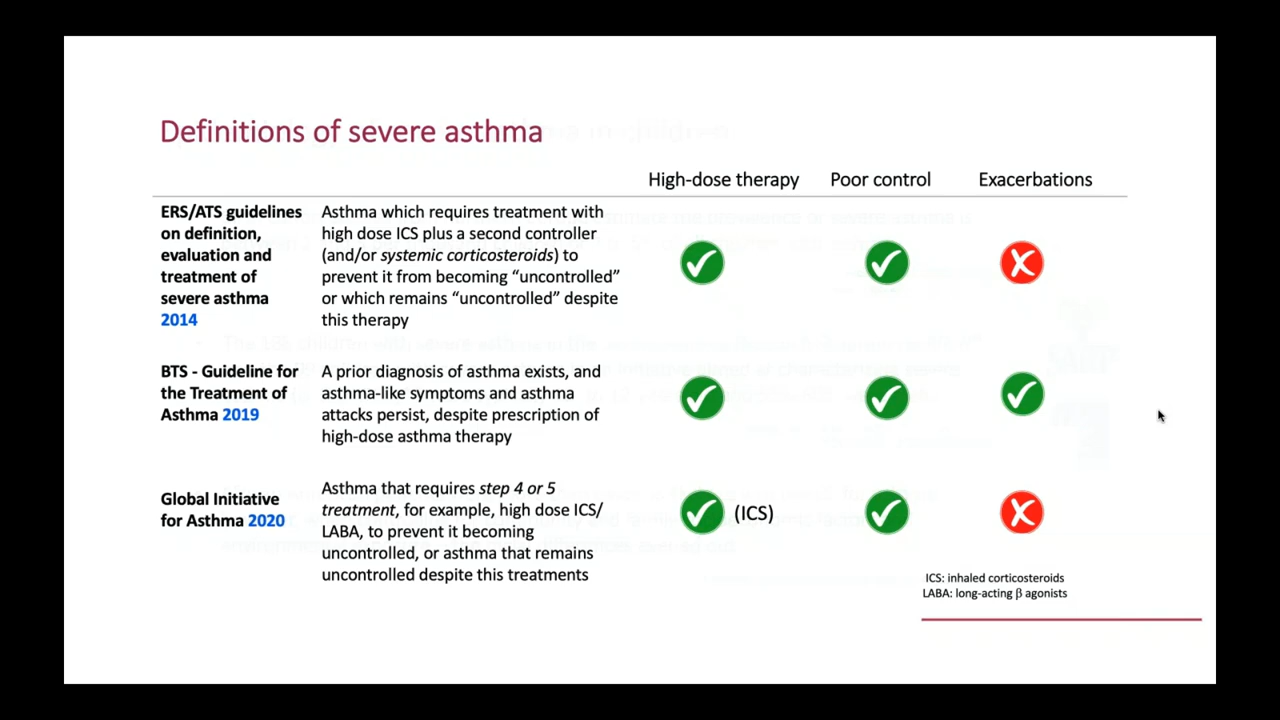 Definitions of severe asthma
High-dose therapy Poor control Exacerbations
ERS/ATS guidelines
on definition,
evaluation and
treatment of
severe asthma
2014
Asthma which requires treatment with
high dose ICS plus a second controller
(and/or systemic corticosteroids) to
prevent it from becoming “uncontrolled”
or which remains “uncontrolled” despite
this therapy
BTS - Guideline for
the Treatment of
Asthma 2019
A prior diagnosis of asthma exists, and
asthma-like symptoms and asthma
attacks persist, despite prescription of
high-dose asthma therapy
Global Initiative
for Asthma 2020
Asthma that requires step 4 or 5
treatment, for example, high dose ICS/
LABA, to prevent it becoming
uncontrolled, or asthma that remains
uncontrolled despite this treatments
(ICS)
ICS: inhaled corticosteroids
LABA: long-acting β agonists